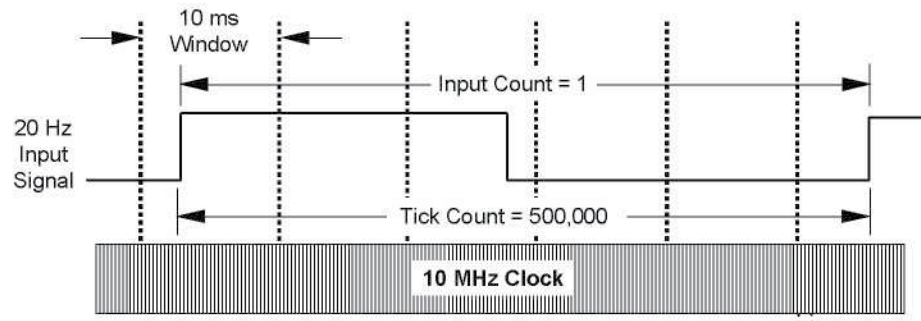 10 ms
Window
Input Count = 1
20 Hz
Input
Signal
Tick Count = 500,000
10 MHz Clock